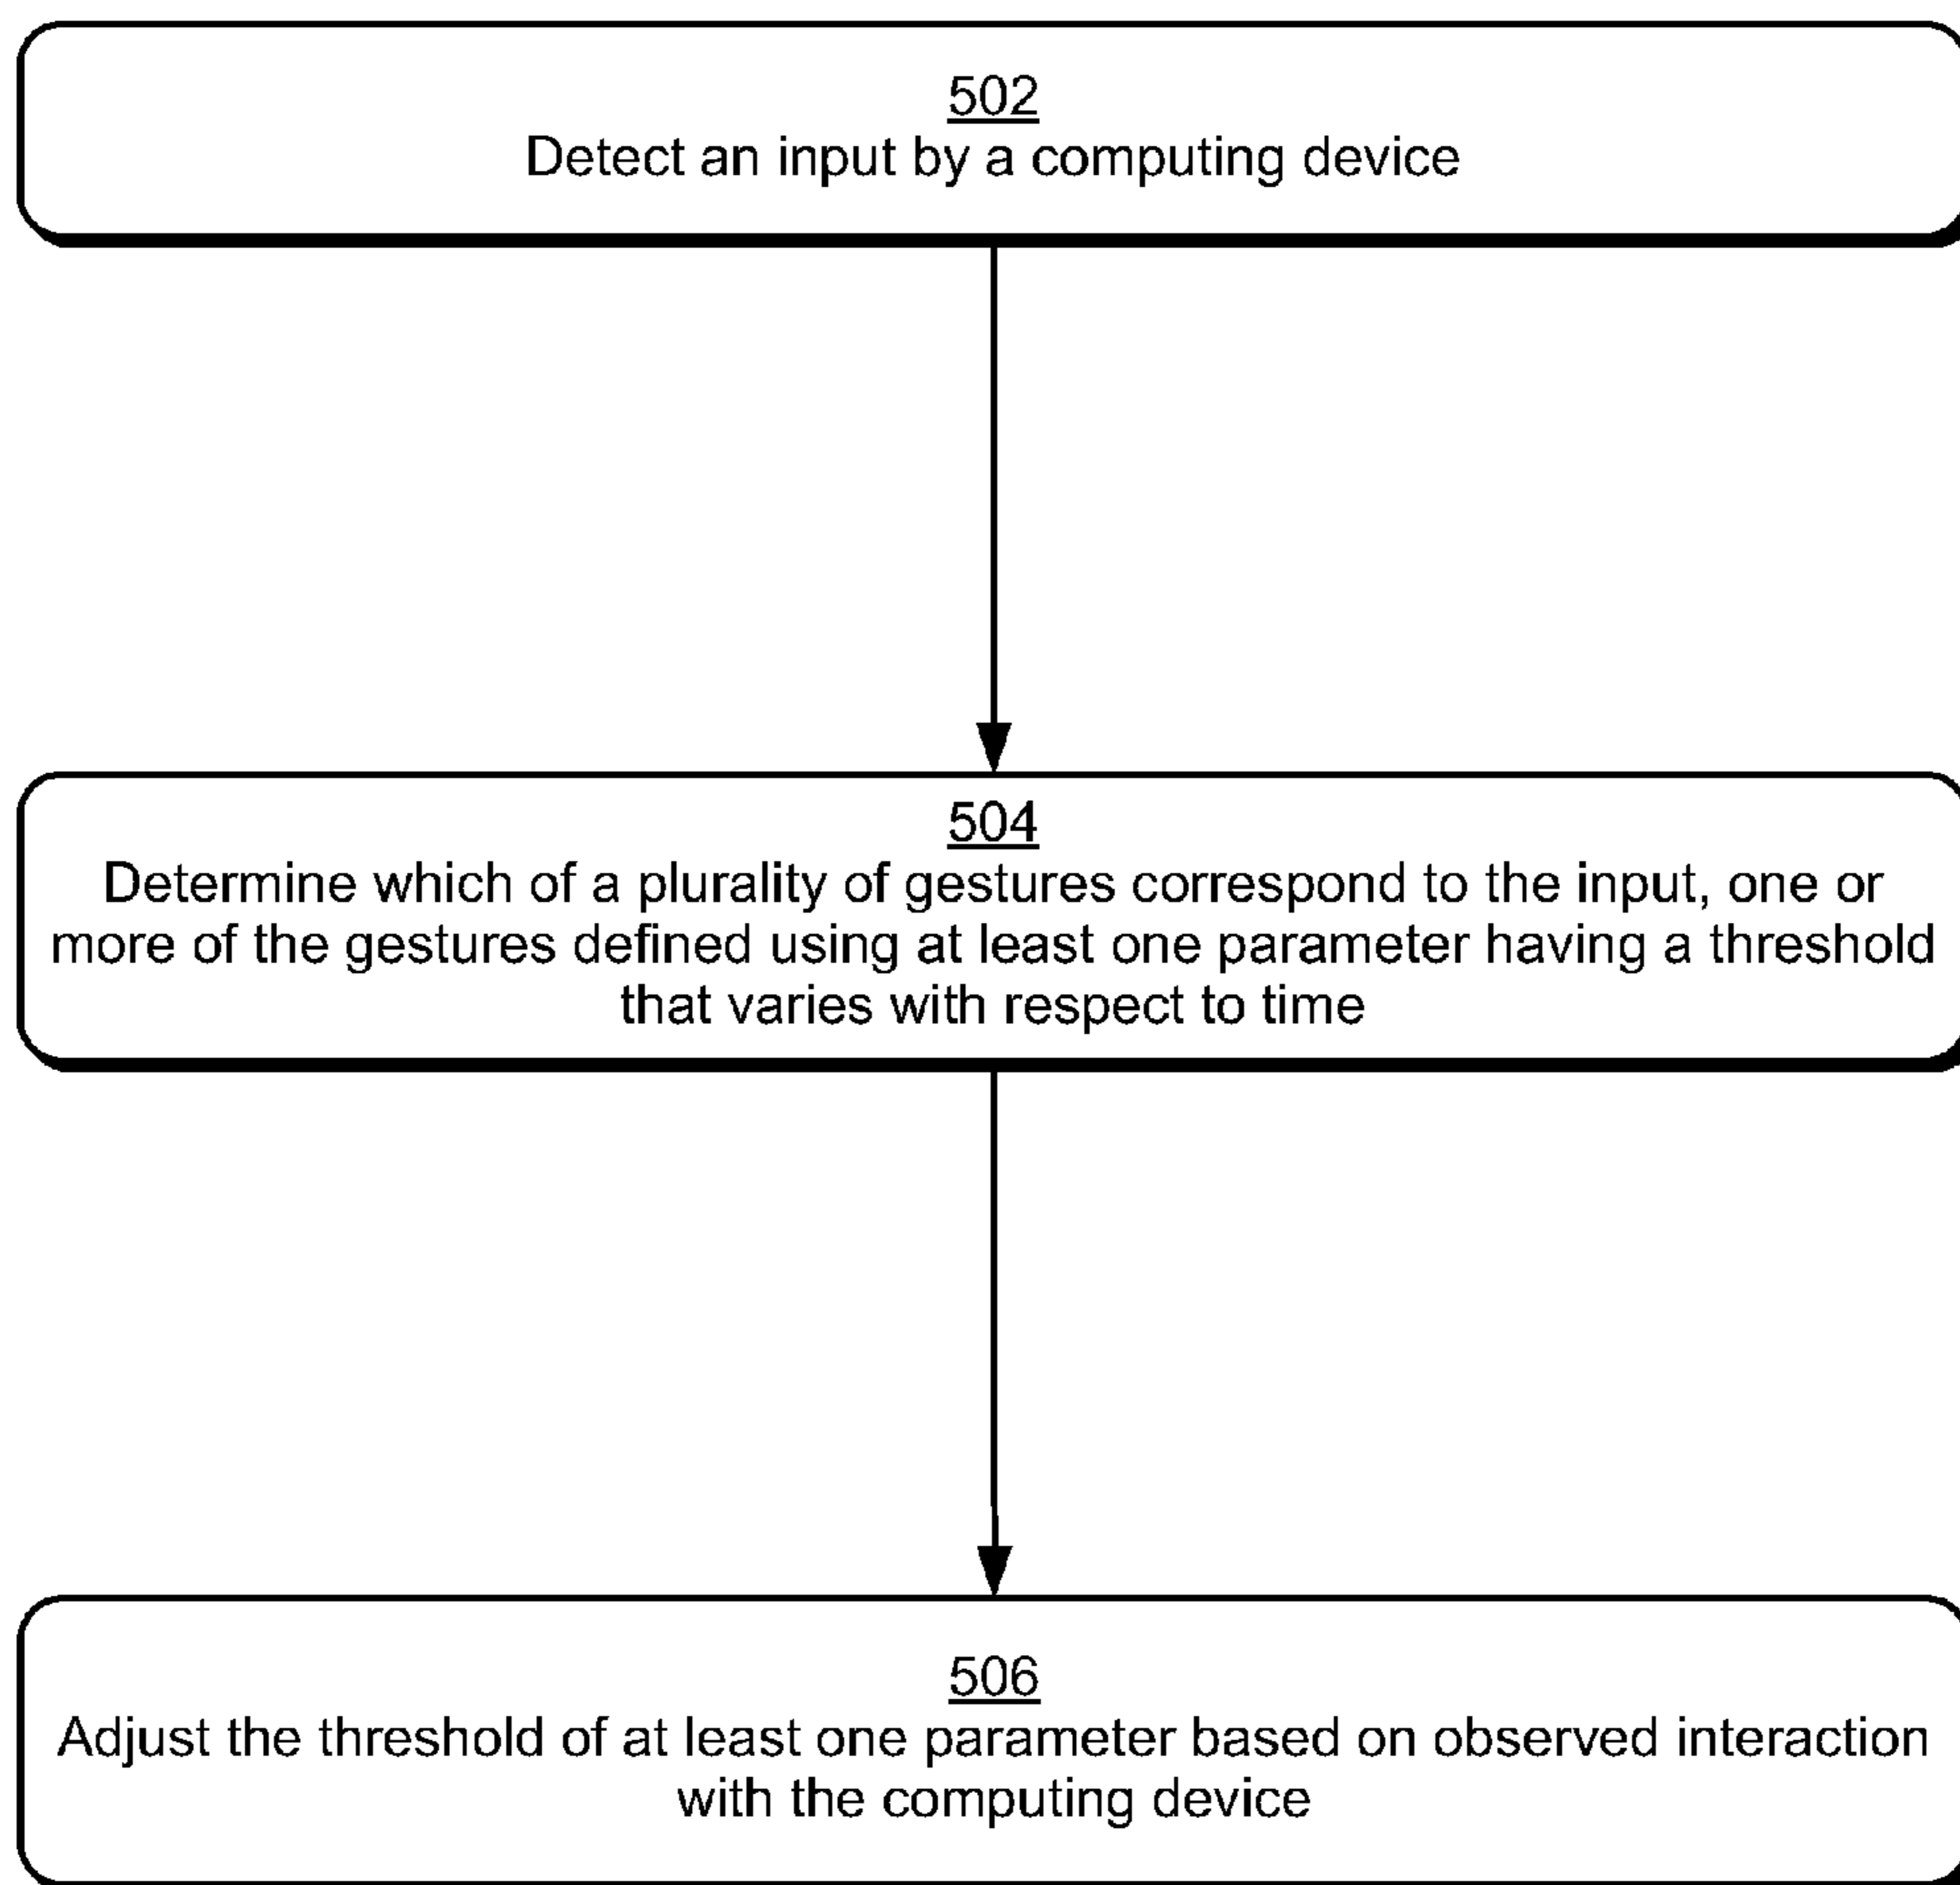 502
Detect an input by a computing device
504
Determine which of a plurality of gestures correspond to the input, one or
more of the gestures defined using at least one parameter having a threshold
that varies with respect to time
506
Adjust the threshold of at least one parameter based on observed interaction
with the computing device